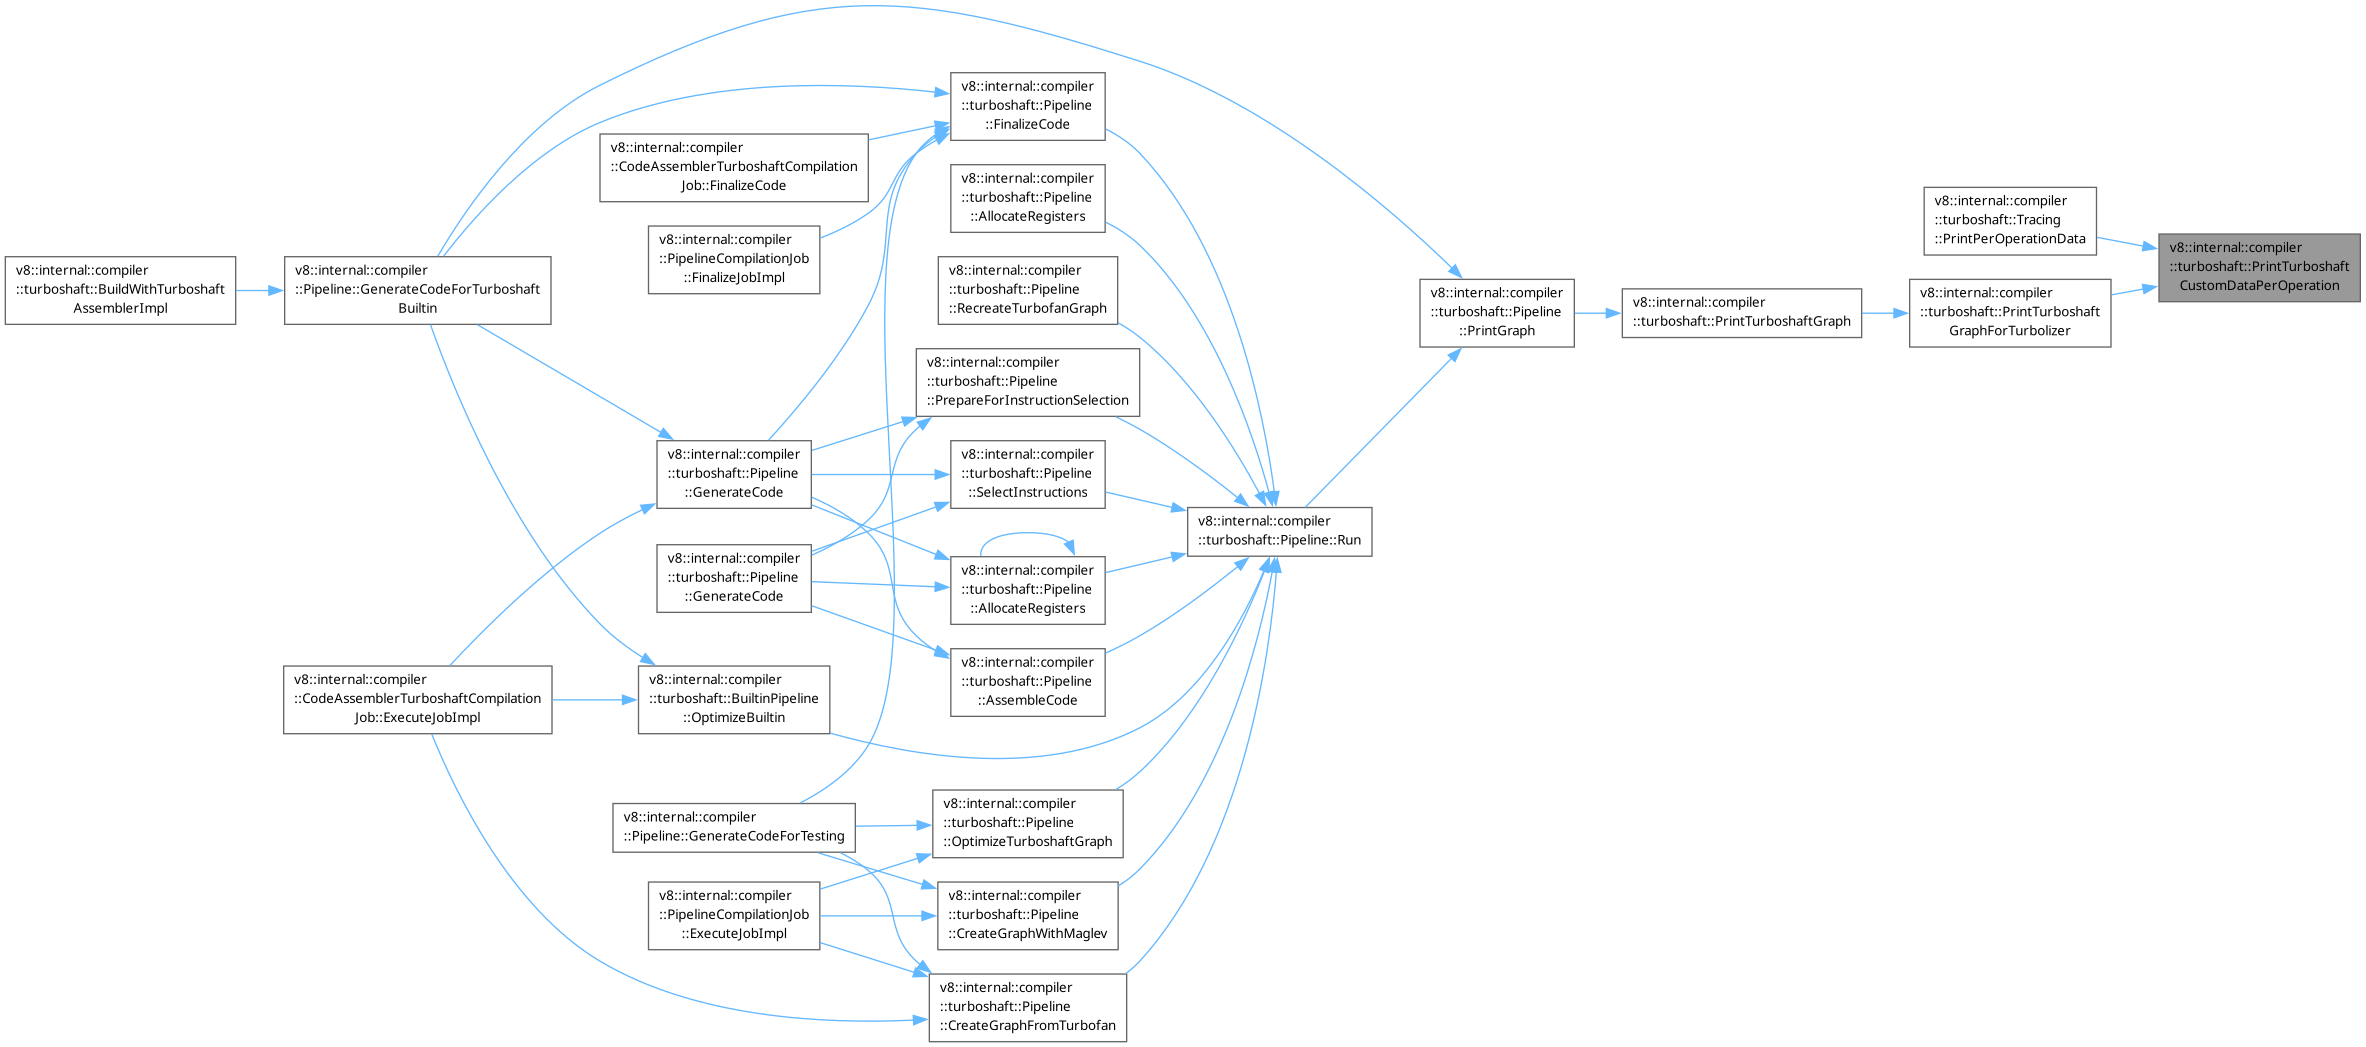 v8::internal::compiler
::turboshaft::BuildWithTurboshaft
AssemblerImpl
v8::internal::compiler
::Pipeline::GenerateCodeForTurboshaft
Builtin
v8::internal::compiler
::CodeAssemblerTurboshaftCompilation
Job::ExecuteJobImpl
v8::internal::compiler
::CodeAssemblerTurboshaftCompilation
Job::FinalizeCode
v8::internal::compiler
::PipelineCompilationJob
::FinalizeJobImpl
v8::internal::compiler
::turboshaft::Pipeline
::GenerateCode
v8::internal::compiler
::turboshaft::Pipeline
::GenerateCode
v8::internal::compiler
::turboshaft::BuiltinPipeline
::OptimizeBuiltin
v8::internal::compiler
::Pipeline::GenerateCodeForTesting
v8::internal::compiler
::PipelineCompilationJob
::ExecuteJobImpl
v8::internal::compiler
::turboshaft::Pipeline
::FinalizeCode
v8::internal::compiler
::turboshaft::Pipeline
::AllocateRegisters
v8::internal::compiler
::turboshaft::Pipeline
::RecreateTurbofanGraph
v8::internal::compiler
::turboshaft::Pipeline
::PrepareForInstructionSelection
v8::internal::compiler
::turboshaft::Pipeline
::SelectInstructions
v8::internal::compiler
::turboshaft::Pipeline
::AllocateRegisters
v8::internal::compiler
::turboshaft::Pipeline
::AssembleCode
v8::internal::compiler
::turboshaft::Pipeline
::OptimizeTurboshaftGraph
v8::internal::compiler
::turboshaft::Pipeline
::CreateGraphWithMaglev
v8::internal::compiler
::turboshaft::Pipeline
::CreateGraphFromTurbofan
v8::internal::compiler
::turboshaft::Pipeline::Run
v8::internal::compiler
::turboshaft::Pipeline
::PrintGraph
v8::internal::compiler
::turboshaft::PrintTurboshaftGraph
v8::internal::compiler
::turboshaft::Tracing
::PrintPerOperationData
v8::internal::compiler
::turboshaft::PrintTurboshaft
GraphForTurbolizer
v8::internal::compiler
::turboshaft::PrintTurboshaft
CustomDataPerOperation